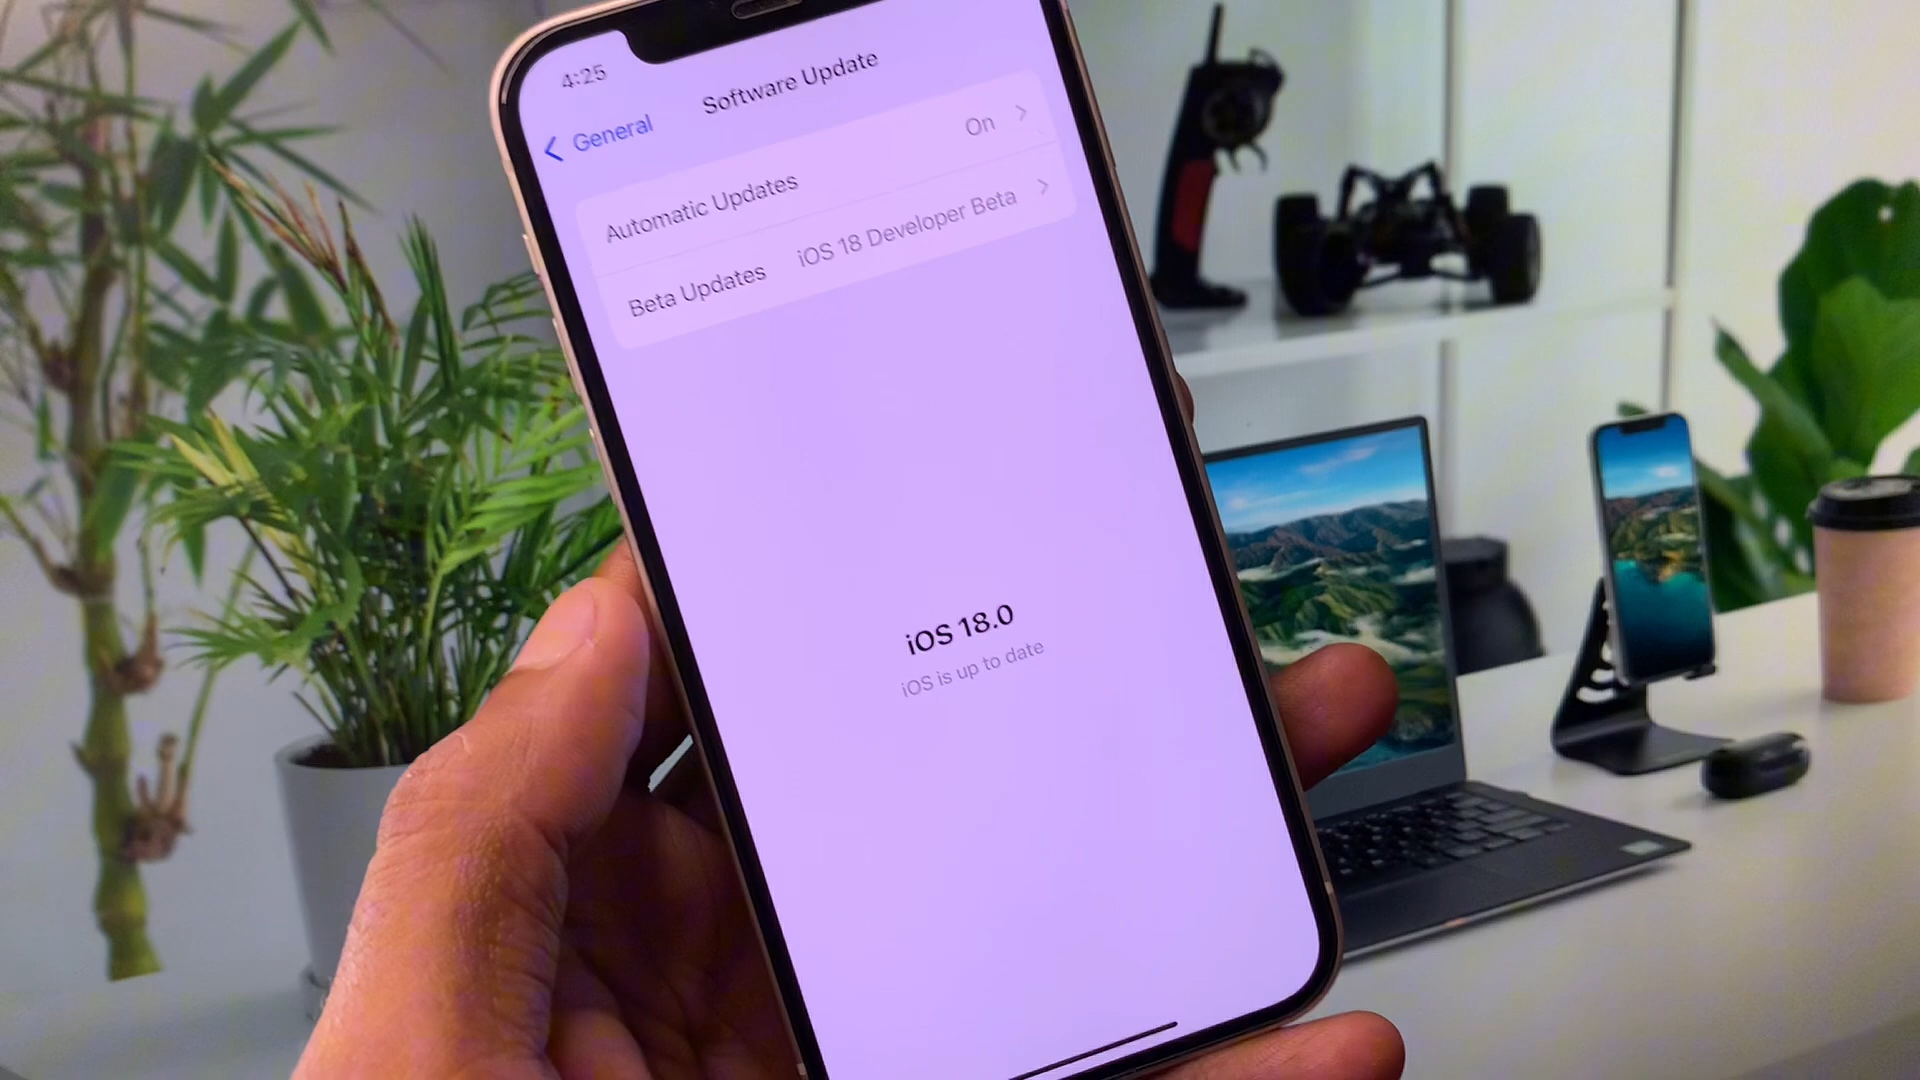 4:25
General
Software Update
Automatic Updates On
Beta Updates iOS 18 Developer Beta
iOS 18.0
iOS is up to date